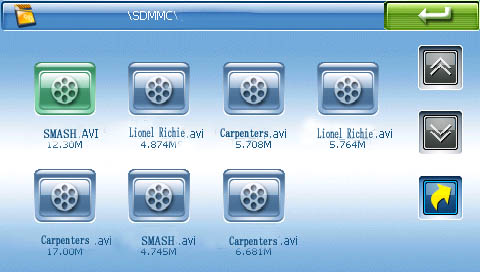 \SDMMC\
SMASH.AVI
12.30M
Lionel Richie.avi
4.874M
Carpenters.avi
5.708M
Lionel Richie.avi
5.764M
Carpenters .avi
17.00M
SMASH .avi
4.745M
Carpenters .avi
6.681M